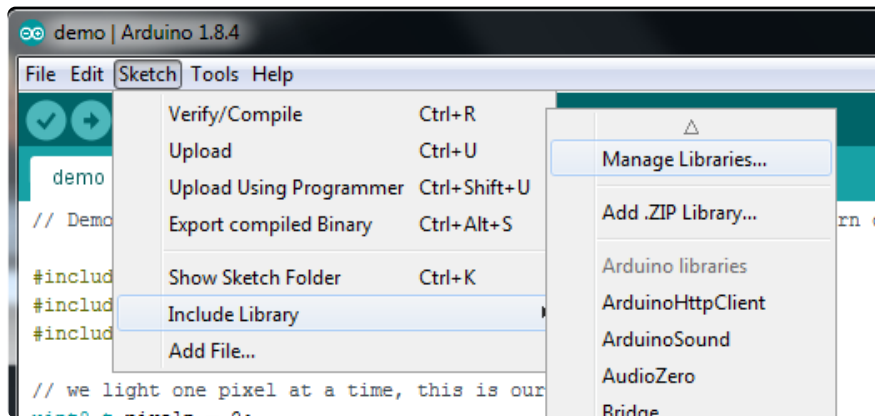 demo | Arduino 1.8.4
File Edit Sketch Tools Help
Verify/Compile Ctrl+R
Upload Ctrl+U
Upload Using Programmer Ctrl+Shift+U
Export compiled Binary Ctrl+Alt+S
Show Sketch Folder Ctrl+K
Include Library
Add File...
Manage Libraries...
Add .ZIP Library...
Arduino libraries
ArduinoHttpClient
ArduinoSound
AudioZero
Bridge
demo
// Demo
rn
#includ
#includ
#includ
// we light one pixel at a time, this is our